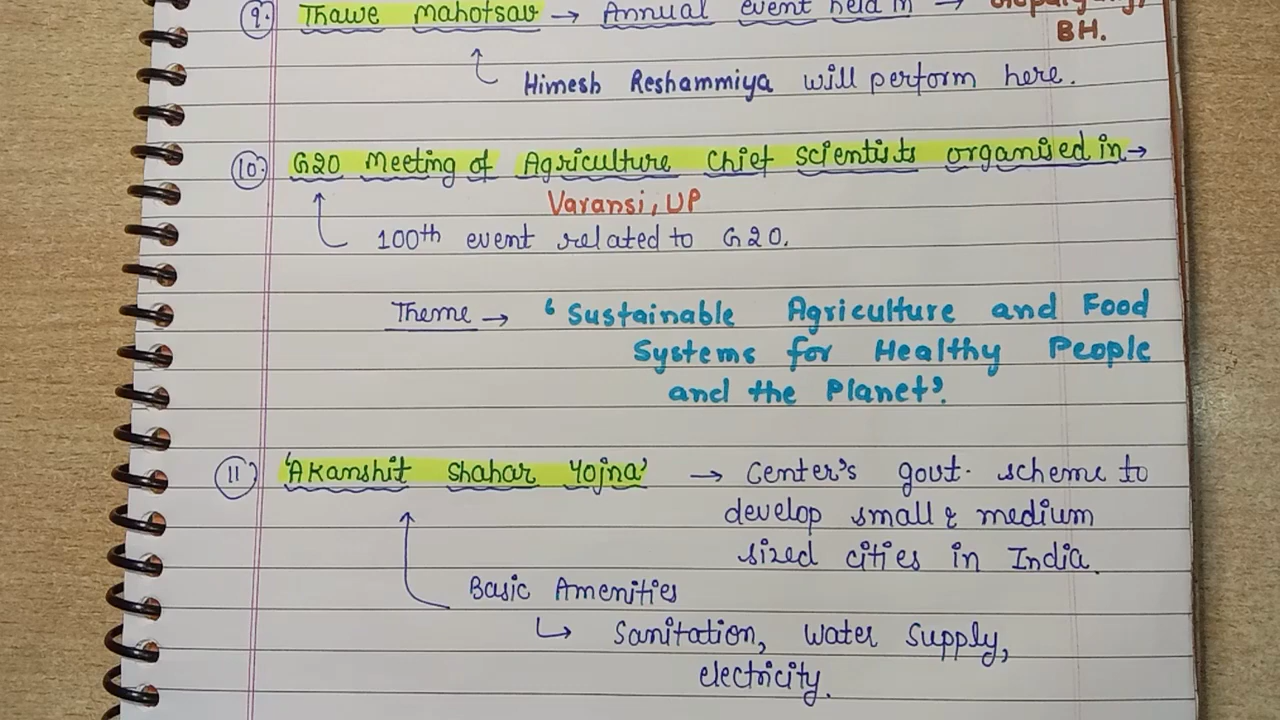 9. Thawe Mahotsav → Annual event held in →
BH.
Himesh Reshammiya will perform here.
10. G20 Meeting of Agriculture Chief Scientists organised in →
Varansi, UP
100th event related to G20.
Theme → 'Sustainable Agriculture and Food
Systems for Healthy People
and the Planet'.
11 'Akanshit Shahar Yojna' → Center's govt. scheme to
develop small & medium
sized cities in India.
Basic Amenities
↳ Sanitation, Water Supply,
electricity.